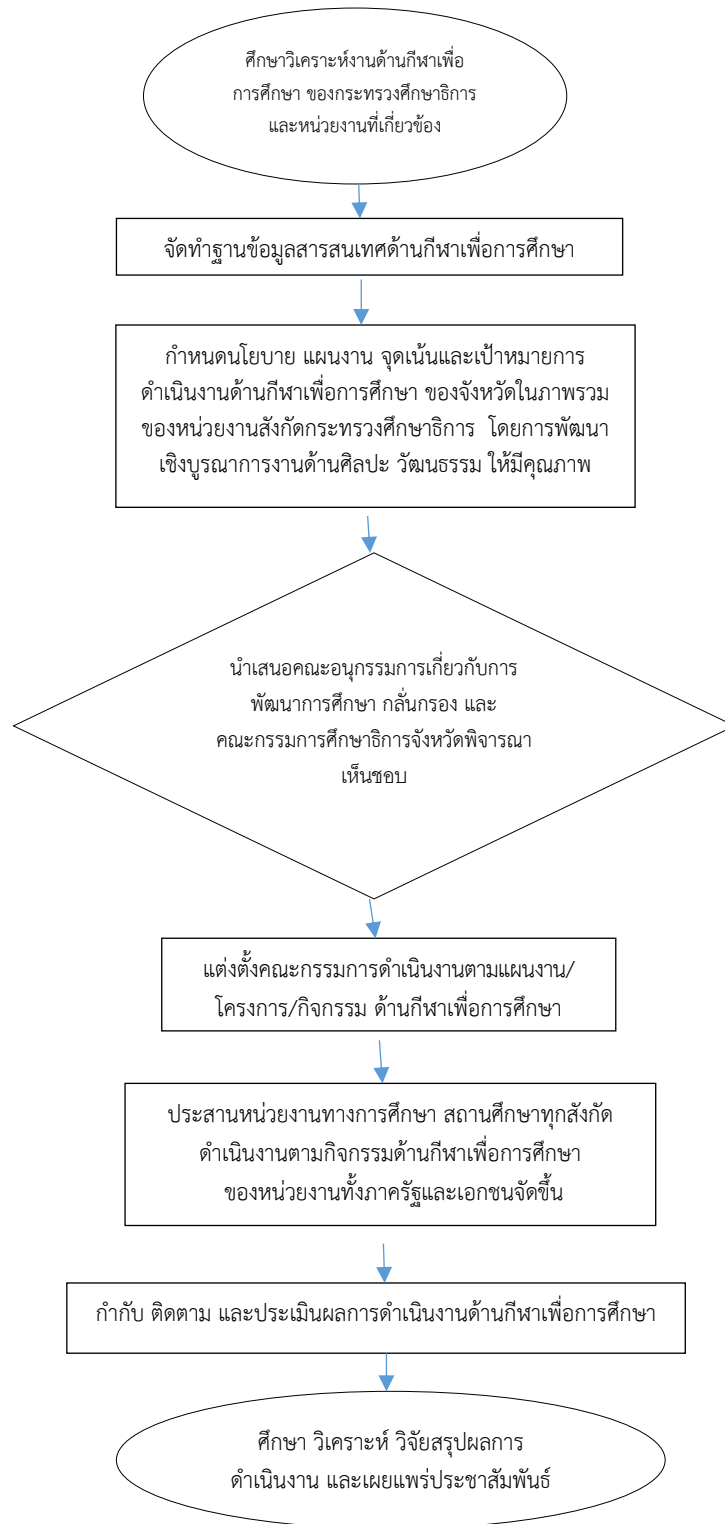 ศึกษาวิเคราะห์งานด้านกีฬาเพื่อ
การศึกษา ของกระทรวงศึกษาธิการ
และหน่วยงานที่เกี่ยวข้อง
จัดทำฐานข้อมูลสารสนเทศด้านกีฬาเพื่อการศึกษา
กำหนดนโยบาย แผนงาน จุดเน้นและเป้าหมายการ
ดำเนินงานด้านกีฬาเพื่อการศึกษา ของจังหวัดในภาพรวม
ของหน่วยงานสังกัดกระทรวงศึกษาธิการ โดยการพัฒนา
เชิงบูรณาการงานด้านศิลปะ วัฒนธรรม ให้มีคุณภาพ
นำเสนอคณะอนุกรรมการเกี่ยวกับการ
พัฒนาการศึกษา กลั่นกรอง และ
คณะกรรมการศึกษาธิการจังหวัดพิจารณา
เห็นชอบ
แต่งตั้งคณะกรรมการดำเนินงานตามแผนงาน/
โครงการ/กิจกรรม ด้านกีฬาเพื่อการศึกษา
ประสานหน่วยงานทางการศึกษา สถานศึกษาทุกสังกัด
ดำเนินงานตามกิจกรรมด้านกีฬาเพื่อการศึกษา
ของหน่วยงานทั้งภาครัฐและเอกชนจัดขึ้น
กำกับ ติดตาม และประเมินผลการดำเนินงานด้านกีฬาเพื่อการศึกษา
ศึกษา วิเคราะห์ วิจัยสรุปผลการ
ดำเนินงาน และเผยแพร่ประชาสัมพันธ์